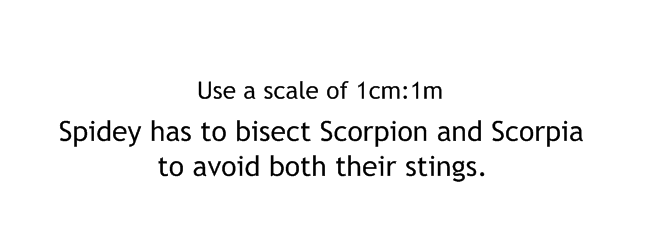 Use a scale of 1cm:1m
Spidey has to bisect Scorpion and Scorpia
to avoid both their stings.